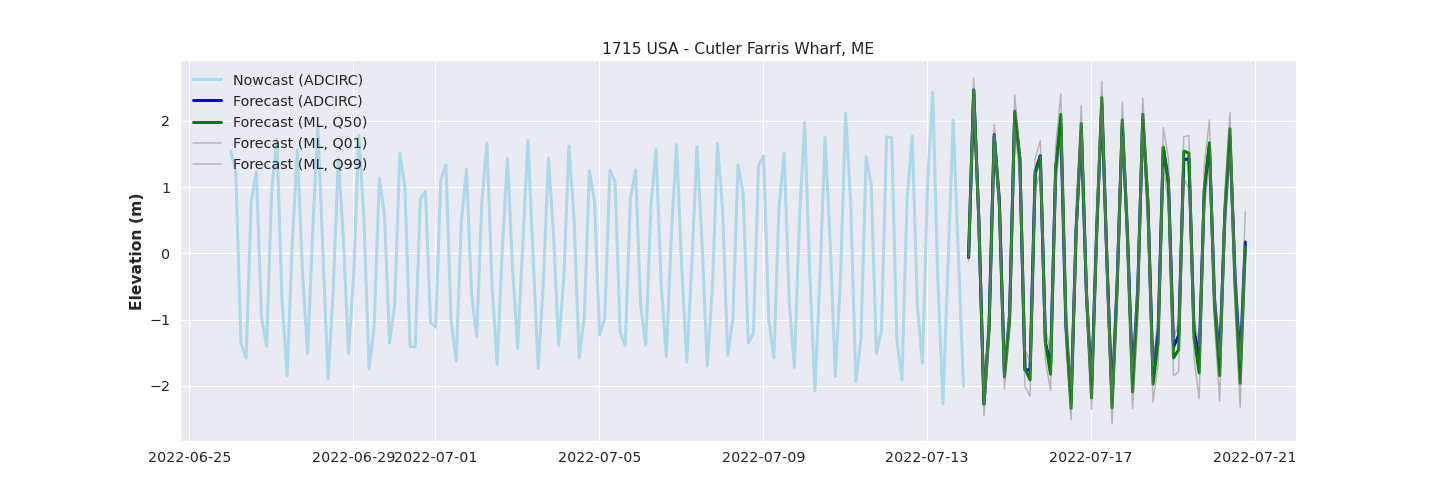 1715 USA - Cutler Farris Wharf, ME
Nowcast (ADCIRC)
Forecast (ADCIRC)
Forecast (ML, Q50)
Forecast (ML, Q01)
Forecast (ML, Q99)
Elevation (m)
2
1
0
−1
−2
2022-06-25
2022-06-29
2022-07-01
2022-07-05
2022-07-09
2022-07-13
2022-07-17
2022-07-21